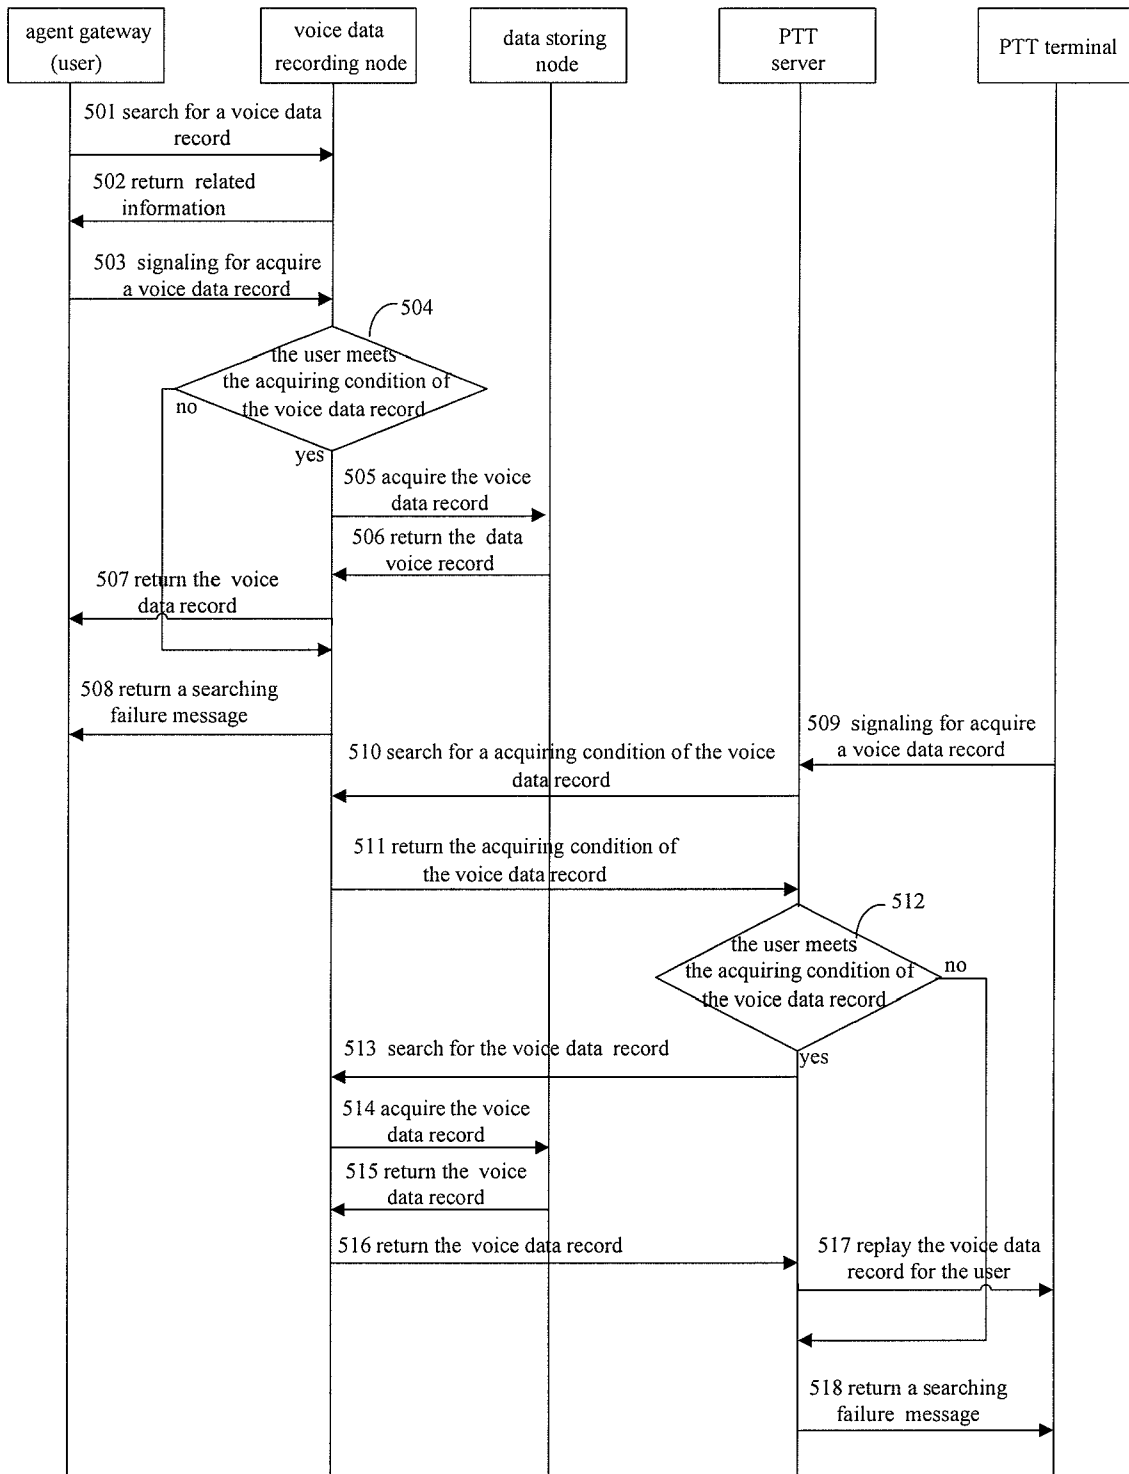 agent gateway
(user)
voice data
recording node
data storing
node
PTT
server
PTT terminal
501 search for a voice data
record
502 return related
information
503 signaling for acquire
a voice data record
504
the user meets
the acquiring condition of
the voice data record
no
yes
505 acquire the voice
data record
506 return the data
voice record
507 return the voice
data record
508 return a searching
failure message
509 signaling for acquire
a voice data record
510 search for a acquiring condition of the voice
data record
511 return the acquiring condition of
the voice data record
512
the user meets
the acquiring condition of
the voice data record
no
yes
513 search for the voice data record
514 acquire the voice
data record
515 return the voice
data record
516 return the voice data record
517 replay the voice data
record for the user
518 return a searching
failure message